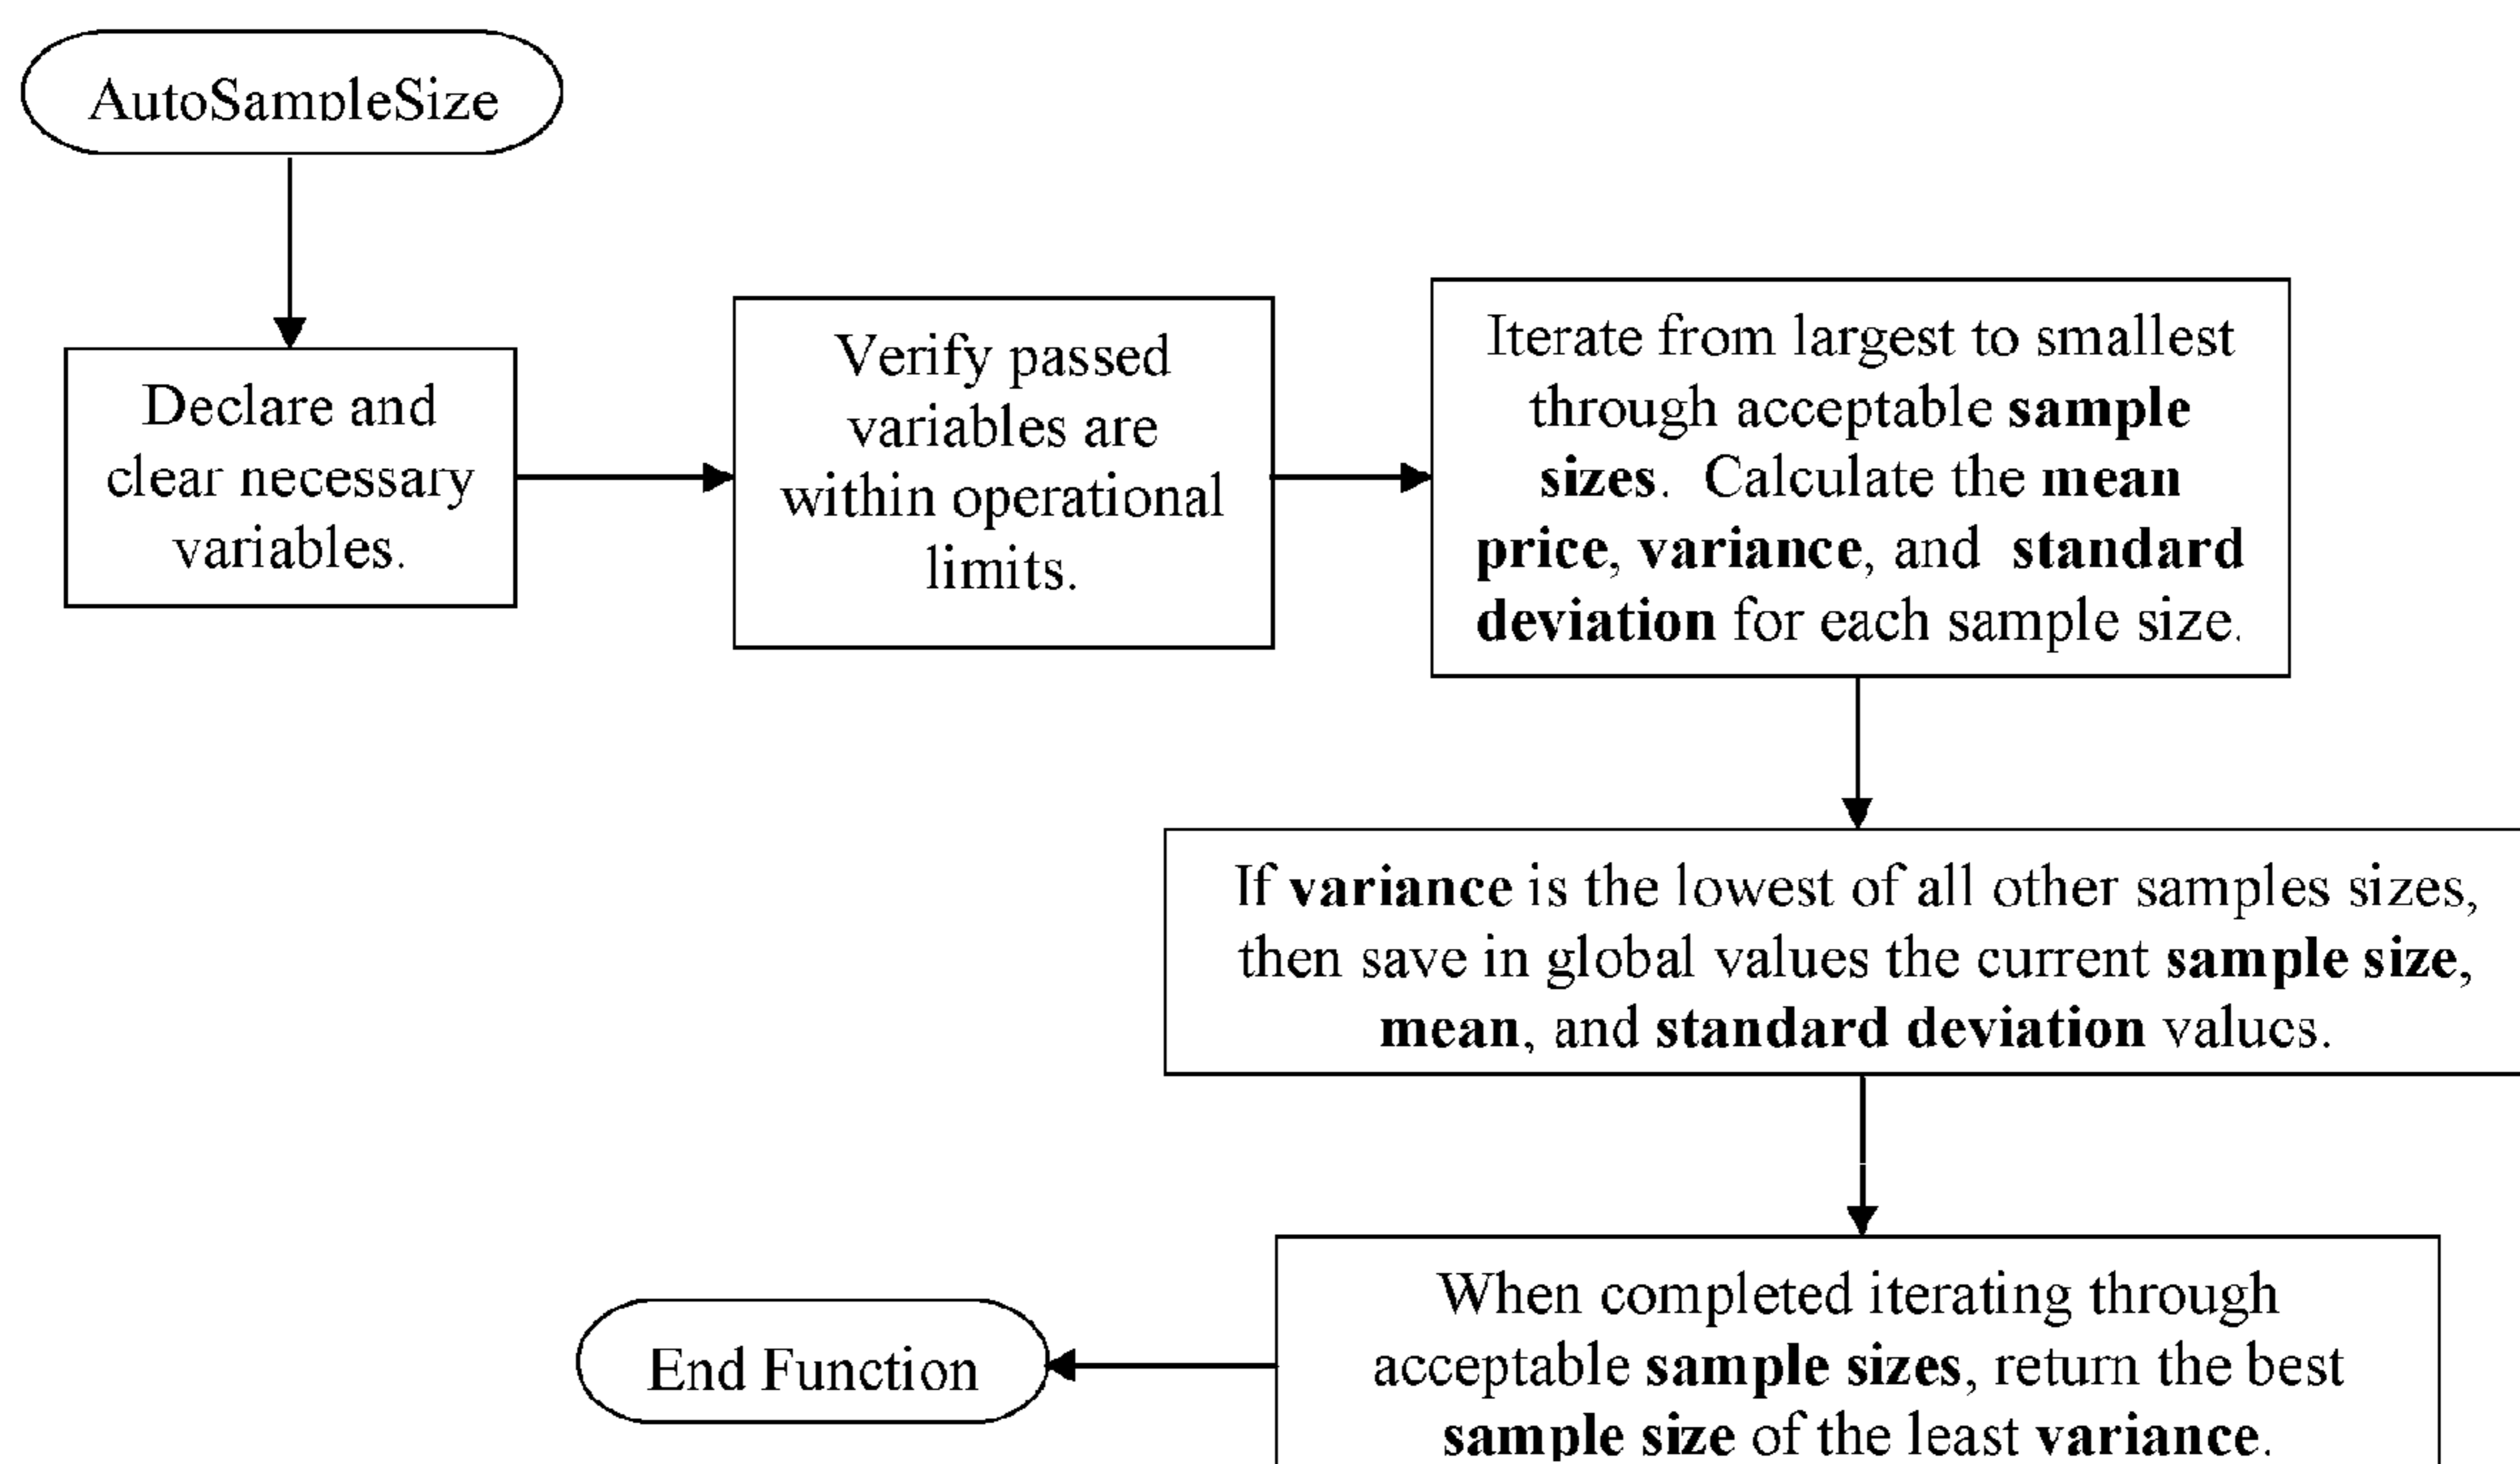 AutoSampleSize
Declare and
clear necessary
variables.
Verify passed
variables are
within operational
limits.
Iterate from largest to smallest
through acceptable sample
sizes.  Calculate the mean
price, variance, and  standard
deviation for each sample size.
If variance is the lowest of all other samples sizes,
then save in global values the current sample size,
mean, and standard deviation values.
When completed iterating through
acceptable sample sizes, return the best
sample size of the least variance.
End Function